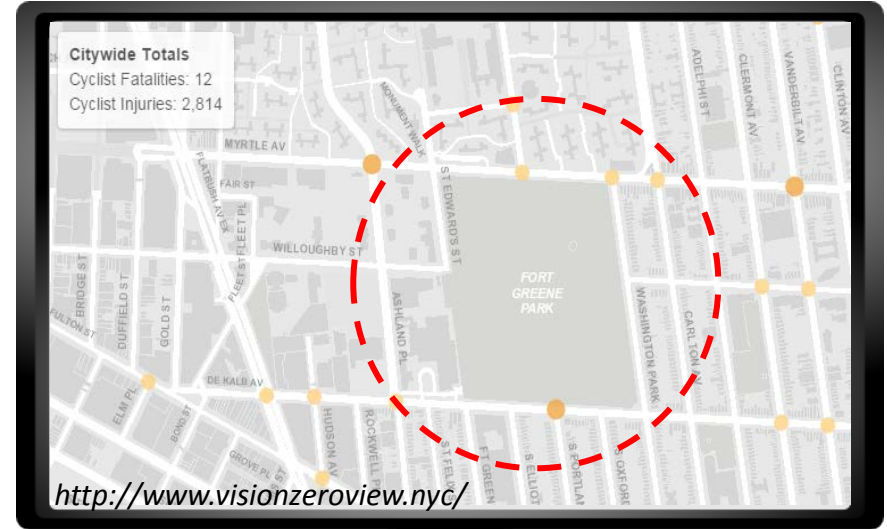 Citywide Totals
Cyclist Fatalities: 12
Cyclist Injuries: 2,814
ADELPHI ST
CLERMONT AV
VANDERBILT AV
CLINTON AV
MONUMENT WALK
MYRTLE AV
FLATBUSH AV EX
FAIR ST
ST EDWARD'S ST
FLEET PL
FLEET ST
WILLOUGHBY ST
BRIDGE ST
DUFFIELD ST
GOLD ST
FORT
GREENE
PARK
ASHLAND PL
WASHINGTON PARK
CARLTON AV
FULTON ST
DE KALB AV
ELM PL
BOND ST
HUDSON AV
ROCKWELL PL
ST FELIX
FT GREEN
S ELLIOT
S PORTLAN
S OXFORD
GROVE PL
http://www.visionzeroview.nyc/